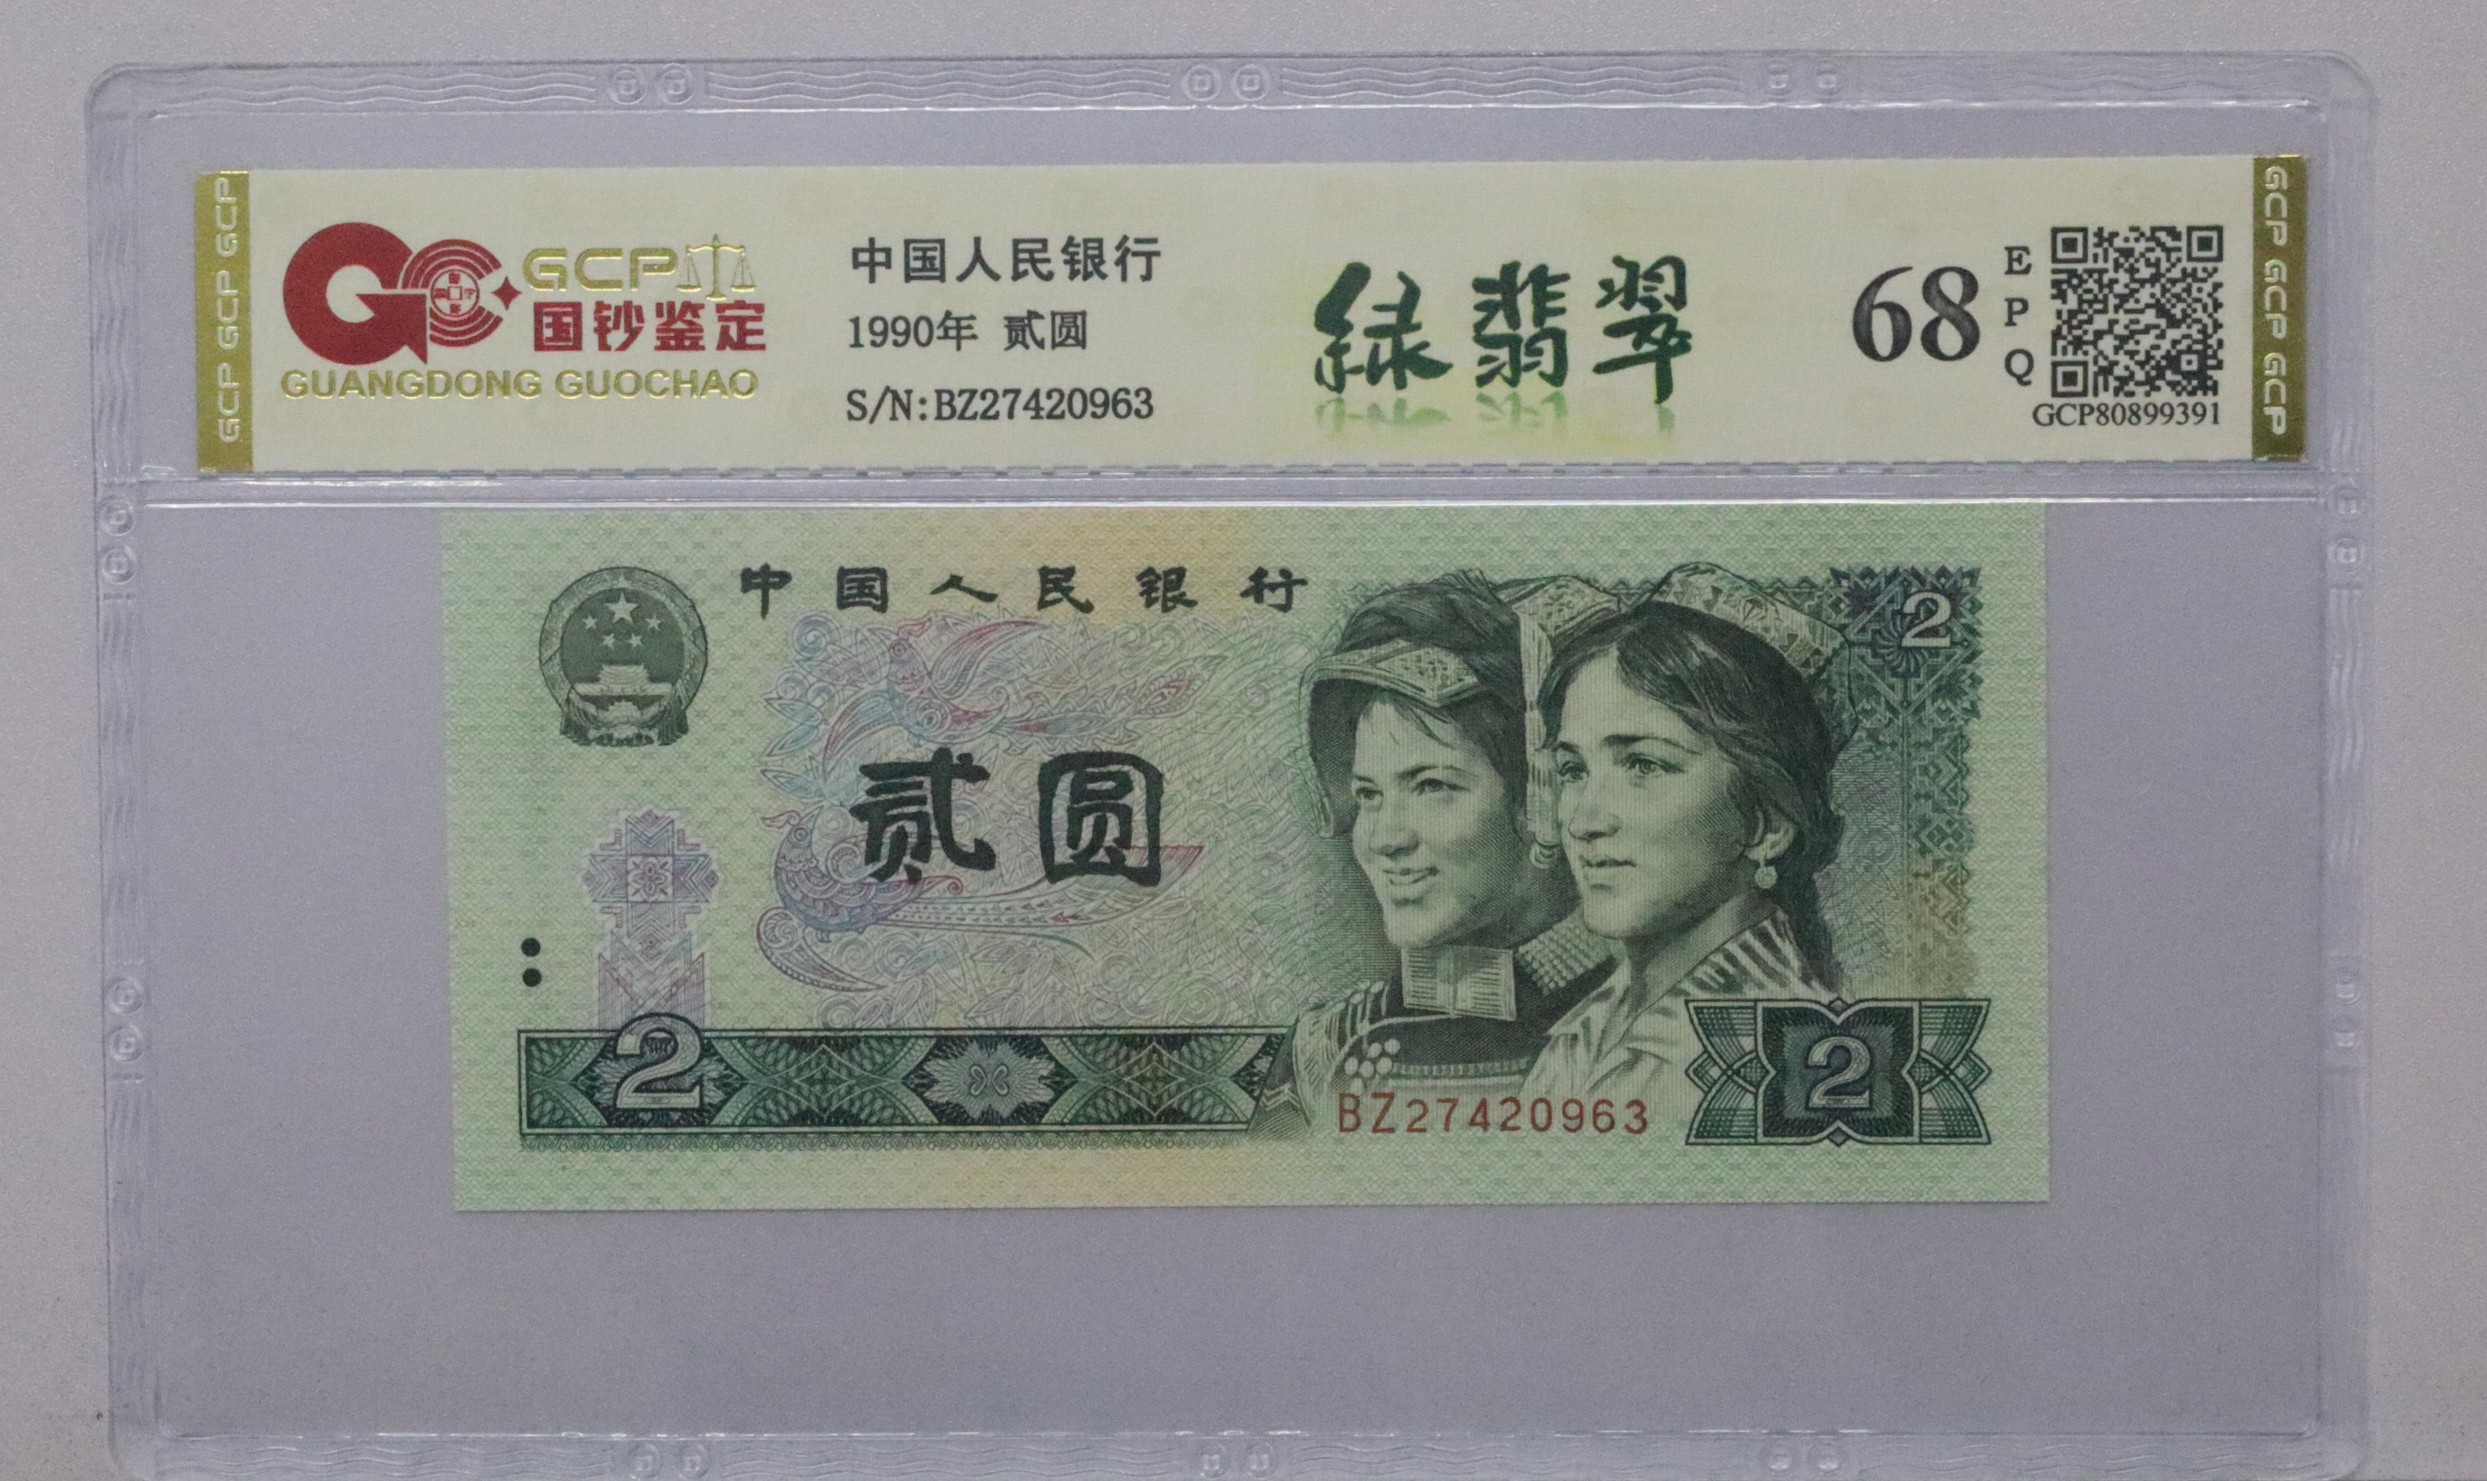 GCP GCP GCP
GCP
国钞鉴定
GUANGDONG GUOCHAO
中国人民银行
1990年 贰圆
S/N:BZ27420963
绿翡翠
68
E
P
Q
GCP80899391
GCP GCP GCP
中国人民银行
2
贰圆
2
BZ27420963
2